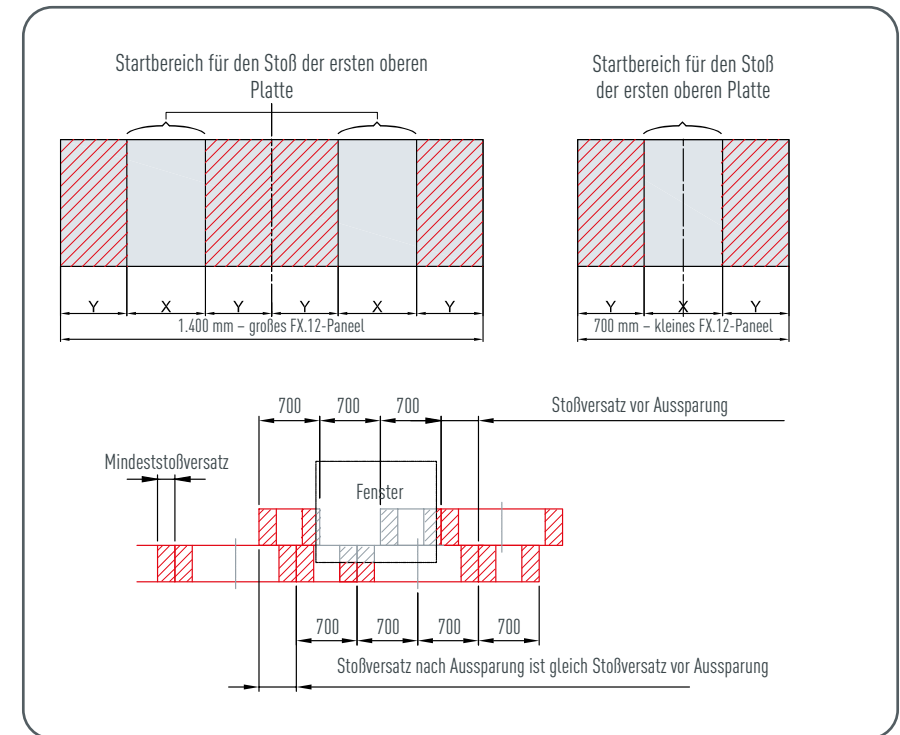 Startbereich für den Stoß der ersten oberen
Platte
Startbereich für den Stoß
der ersten oberen Platte
Y X Y Y X Y
1.400 mm – großes FX.12-Paneel
Y X Y
700 mm – kleines FX.12-Paneel
700 700 700 Stoßversatz vor Aussparung
Mindeststoßversatz
Fenster
700 700 700 700
Stoßversatz nach Aussparung ist gleich Stoßversatz vor Aussparung